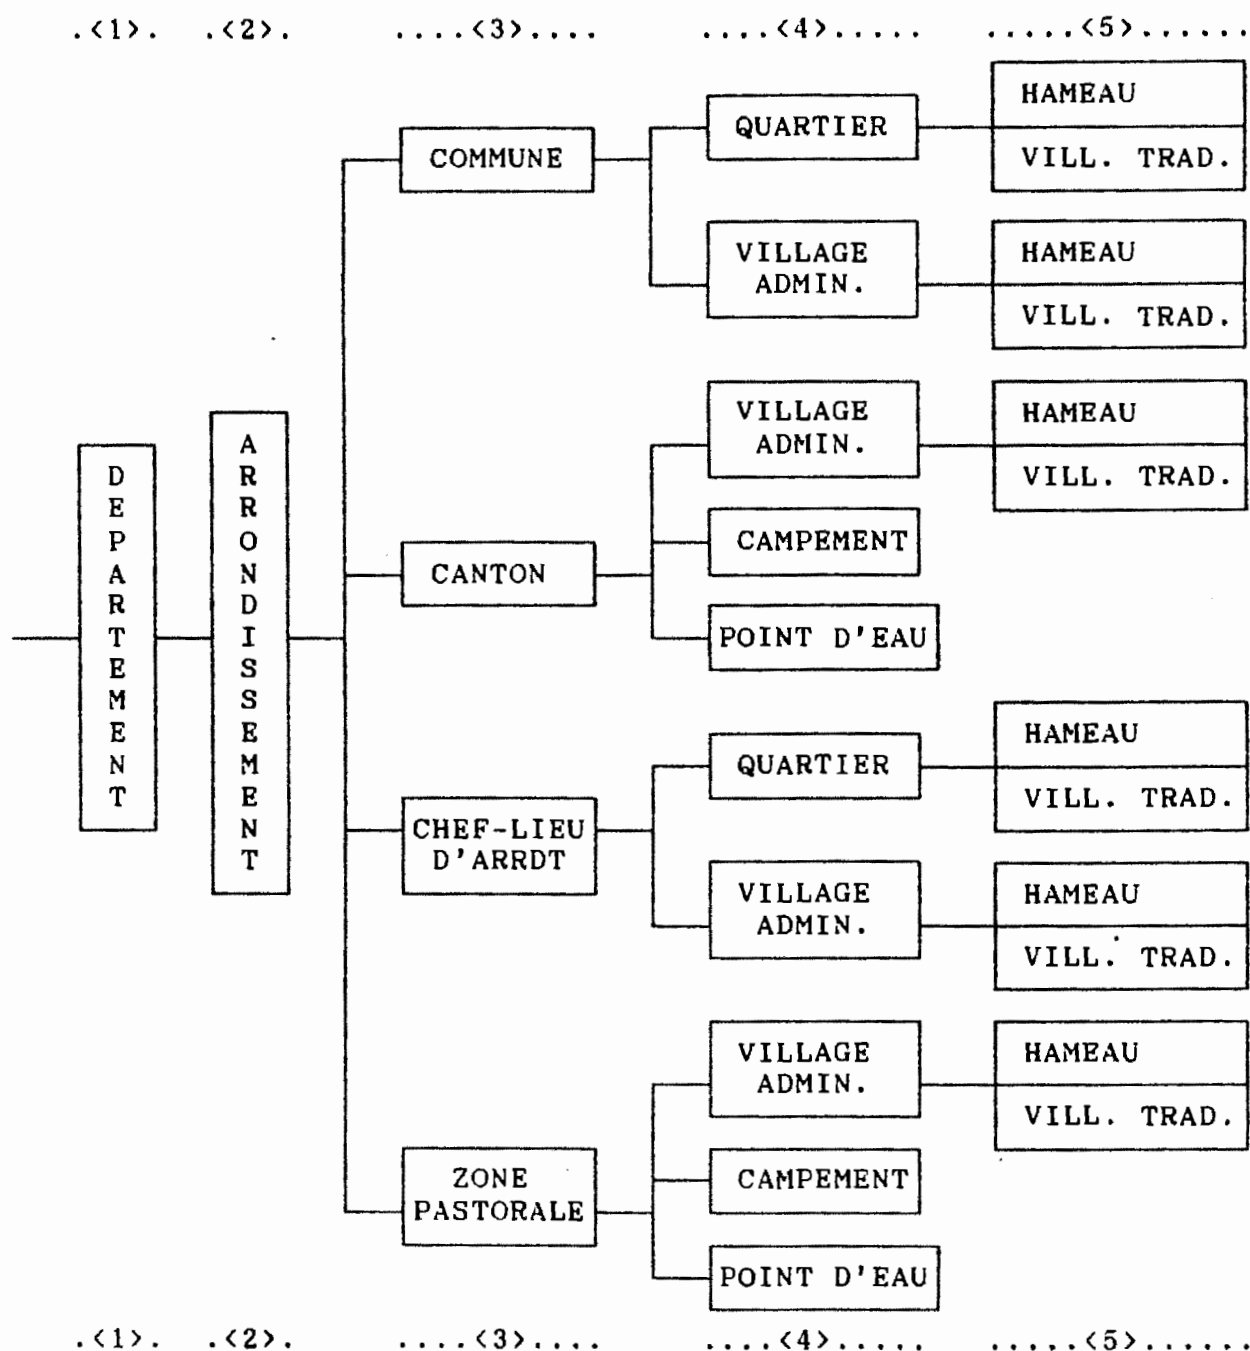 .<1>. .<2>. ....<3>.... ....<4>..... .....<5>......
DEPARTEMENT
ARRONDISSEMENT
COMMUNE
QUARTIER
HAMEAU
VILL. TRAD.
VILLAGE
ADMIN.
HAMEAU
VILL. TRAD.
CANTON
VILLAGE
ADMIN.
HAMEAU
VILL. TRAD.
CAMPEMENT
POINT D'EAU
CHEF-LIEU
D'ARRDT
QUARTIER
HAMEAU
VILL. TRAD.
VILLAGE
ADMIN.
HAMEAU
VILL. TRAD.
ZONE
PASTORALE
VILLAGE
ADMIN.
HAMEAU
VILL. TRAD.
CAMPEMENT
POINT D'EAU
.<1>. .<2>. ....<3>.... ....<4>..... .....<5>......